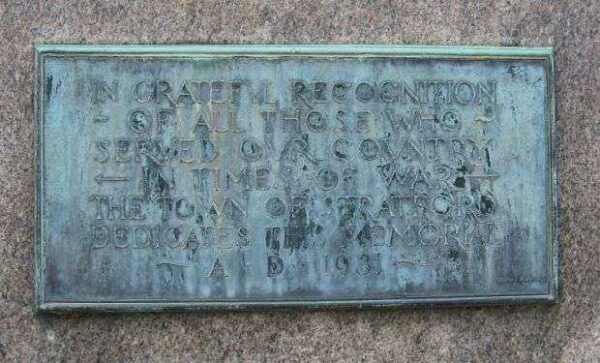 IN GRATEFUL RECOGNITION
~ OF ALL THOSE WHO ~
SERVED OUR COUNTRY
IN TIMES OF WAR
THE TOWN OF STRATFORD
DEDICATES THIS MEMORIAL
A · D · 1931